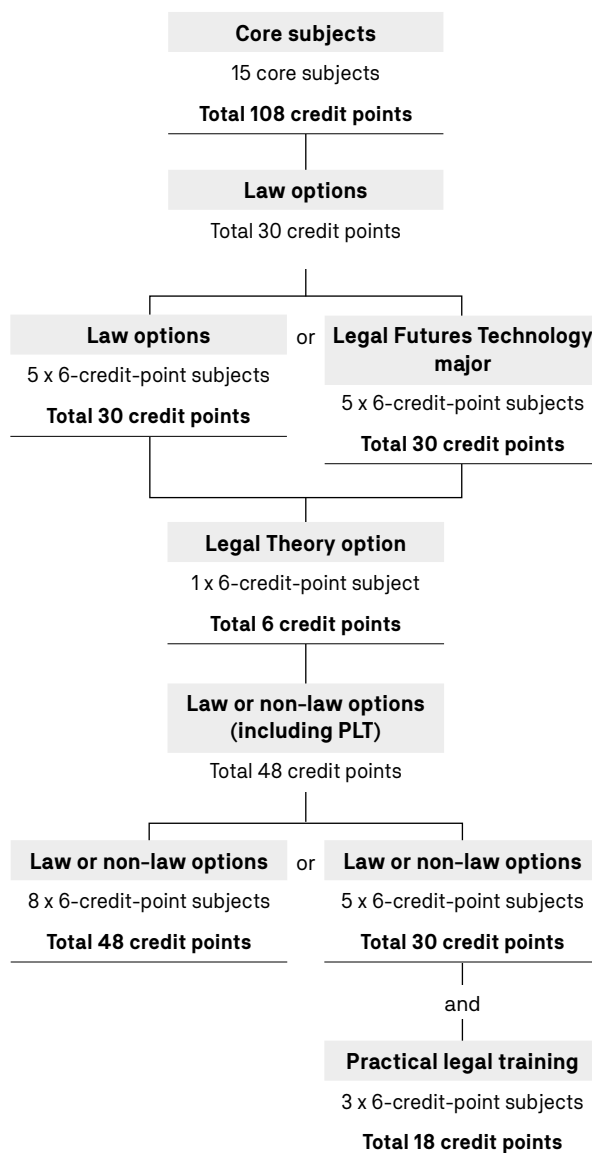 Core subjects
15 core subjects
Total 108 credit points
Law options
Total 30 credit points
Law options
5 x 6-credit-point subjects
Total 30 credit points
or
Legal Futures Technology
major
5 x 6-credit-point subjects
Total 30 credit points
Legal Theory option
1 x 6-credit-point subject
Total 6 credit points
Law or non-law options
(including PLT)
Total 48 credit points
Law or non-law options
8 x 6-credit-point subjects
Total 48 credit points
or
Law or non-law options
5 x 6-credit-point subjects
Total 30 credit points
and
Practical legal training
3 x 6-credit-point subjects
Total 18 credit points